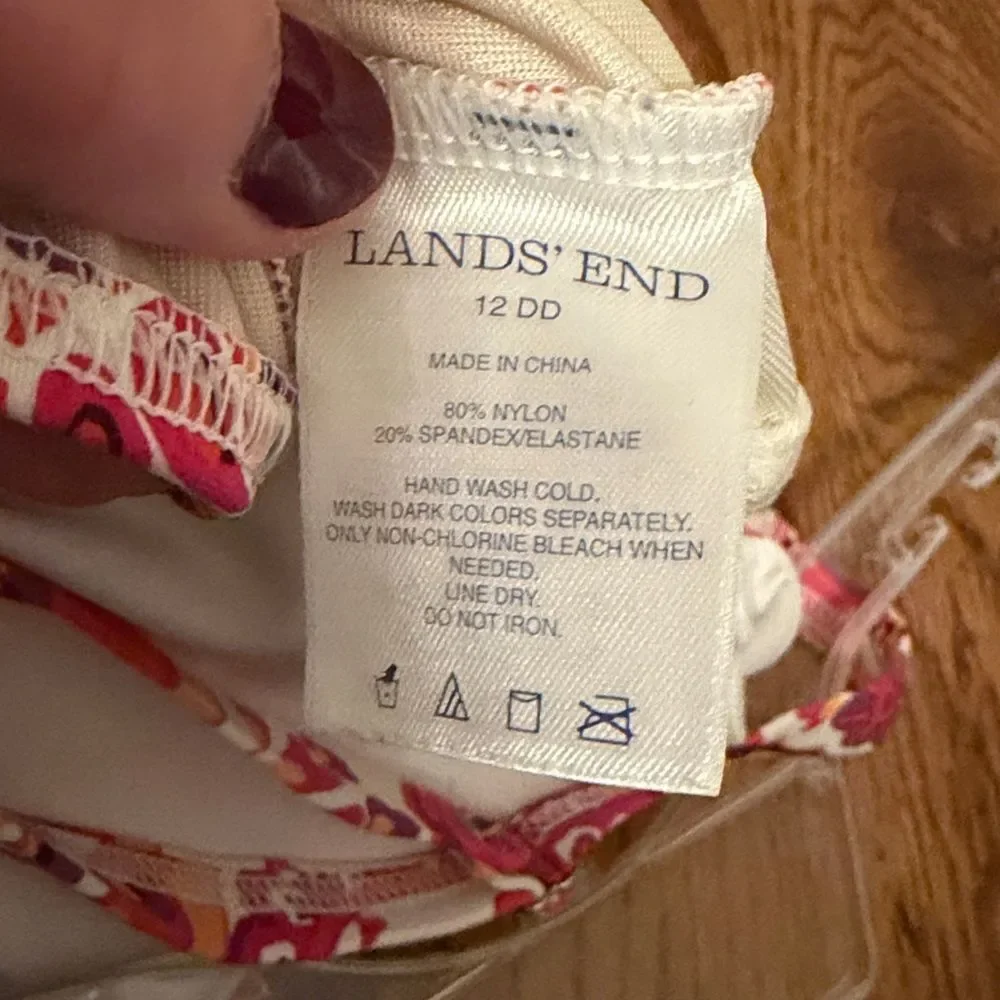 LANDS' END
12 DD
MADE IN CHINA
80% NYLON
20% SPANDEX/ELASTANE
HAND WASH COLD.
WASH DARK COLORS SEPARATELY.
ONLY NON-CHLORINE BLEACH WHEN
NEEDED.
LINE DRY.
DO NOT IRON.